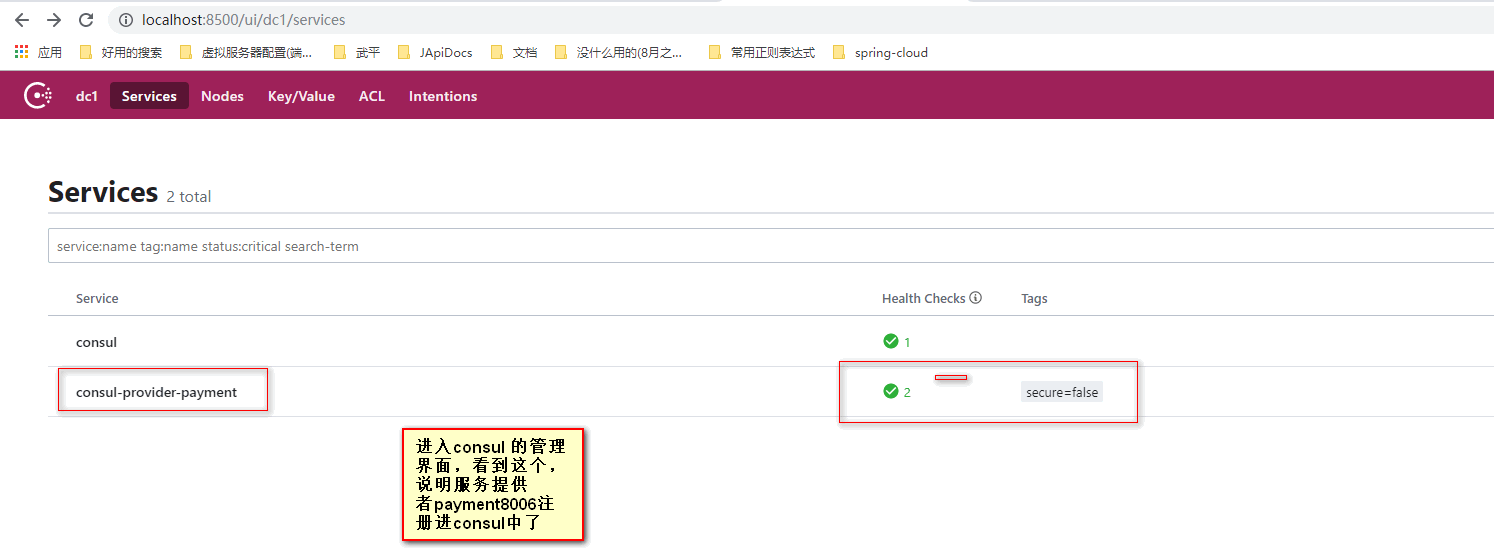 localhost:8500/ui/dc1/services
应用 好用的搜索 虚拟服务器配置(端... 武平 JApiDocs 文档 没什么用的(8月之... 常用正则表达式 spring-cloud
dc1 Services Nodes Key/Value ACL Intentions
Services 2 total
service:name tag:name status:critical search-term
Service Health Checks Tags
consul 1
consul-provider-payment 2 secure=false
进入consul 的管理
界面，看到这个，
说明服务提供
者payment8006注
册进consul中了